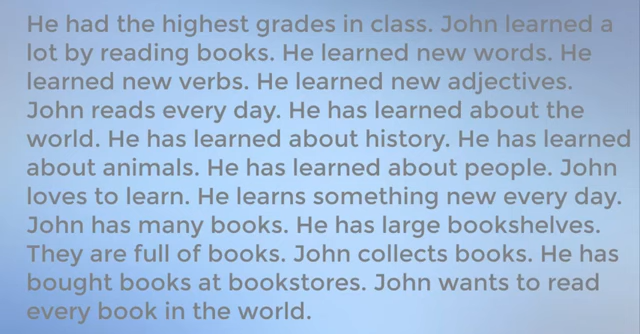 He had the highest grades in class. John learned a
lot by reading books. He learned new words. He
learned new verbs. He learned new adjectives.
John reads every day. He has learned about the
world. He has learned about history. He has learned
about animals. He has learned about people. John
loves to learn. He learns something new every day.
John has many books. He has large bookshelves.
They are full of books. John collects books. He has
bought books at bookstores. John wants to read
every book in the world.